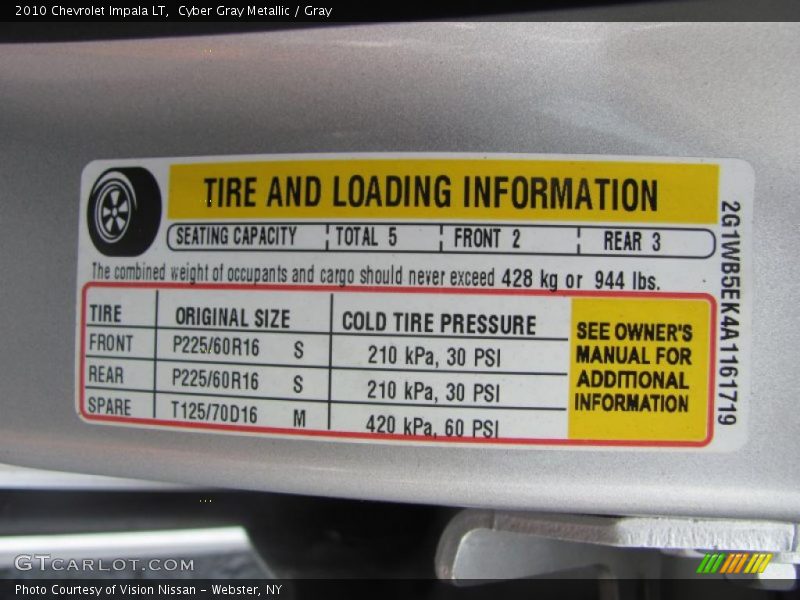 2010 Chevrolet Impala LT,  Cyber Gray Metallic / Gray
TIRE AND LOADING INFORMATION
SEATING CAPACITY TOTAL 5 FRONT 2 REAR 3
The combined weight of occupants and cargo should never exceed 428 kg or 944 lbs.
TIRE ORIGINAL SIZE COLD TIRE PRESSURE
FRONT P225/60R16 S 210 kPa, 30 PSI
REAR P225/60R16 S 210 kPa, 30 PSI
SPARE T125/70D16 M 420 kPa, 60 PSI
SEE OWNER'S
MANUAL FOR
ADDITIONAL
INFORMATION
2G1WB5EK4A1161719
GTCARLOT.COM
Photo Courtesy of Vision Nissan - Webster, NY